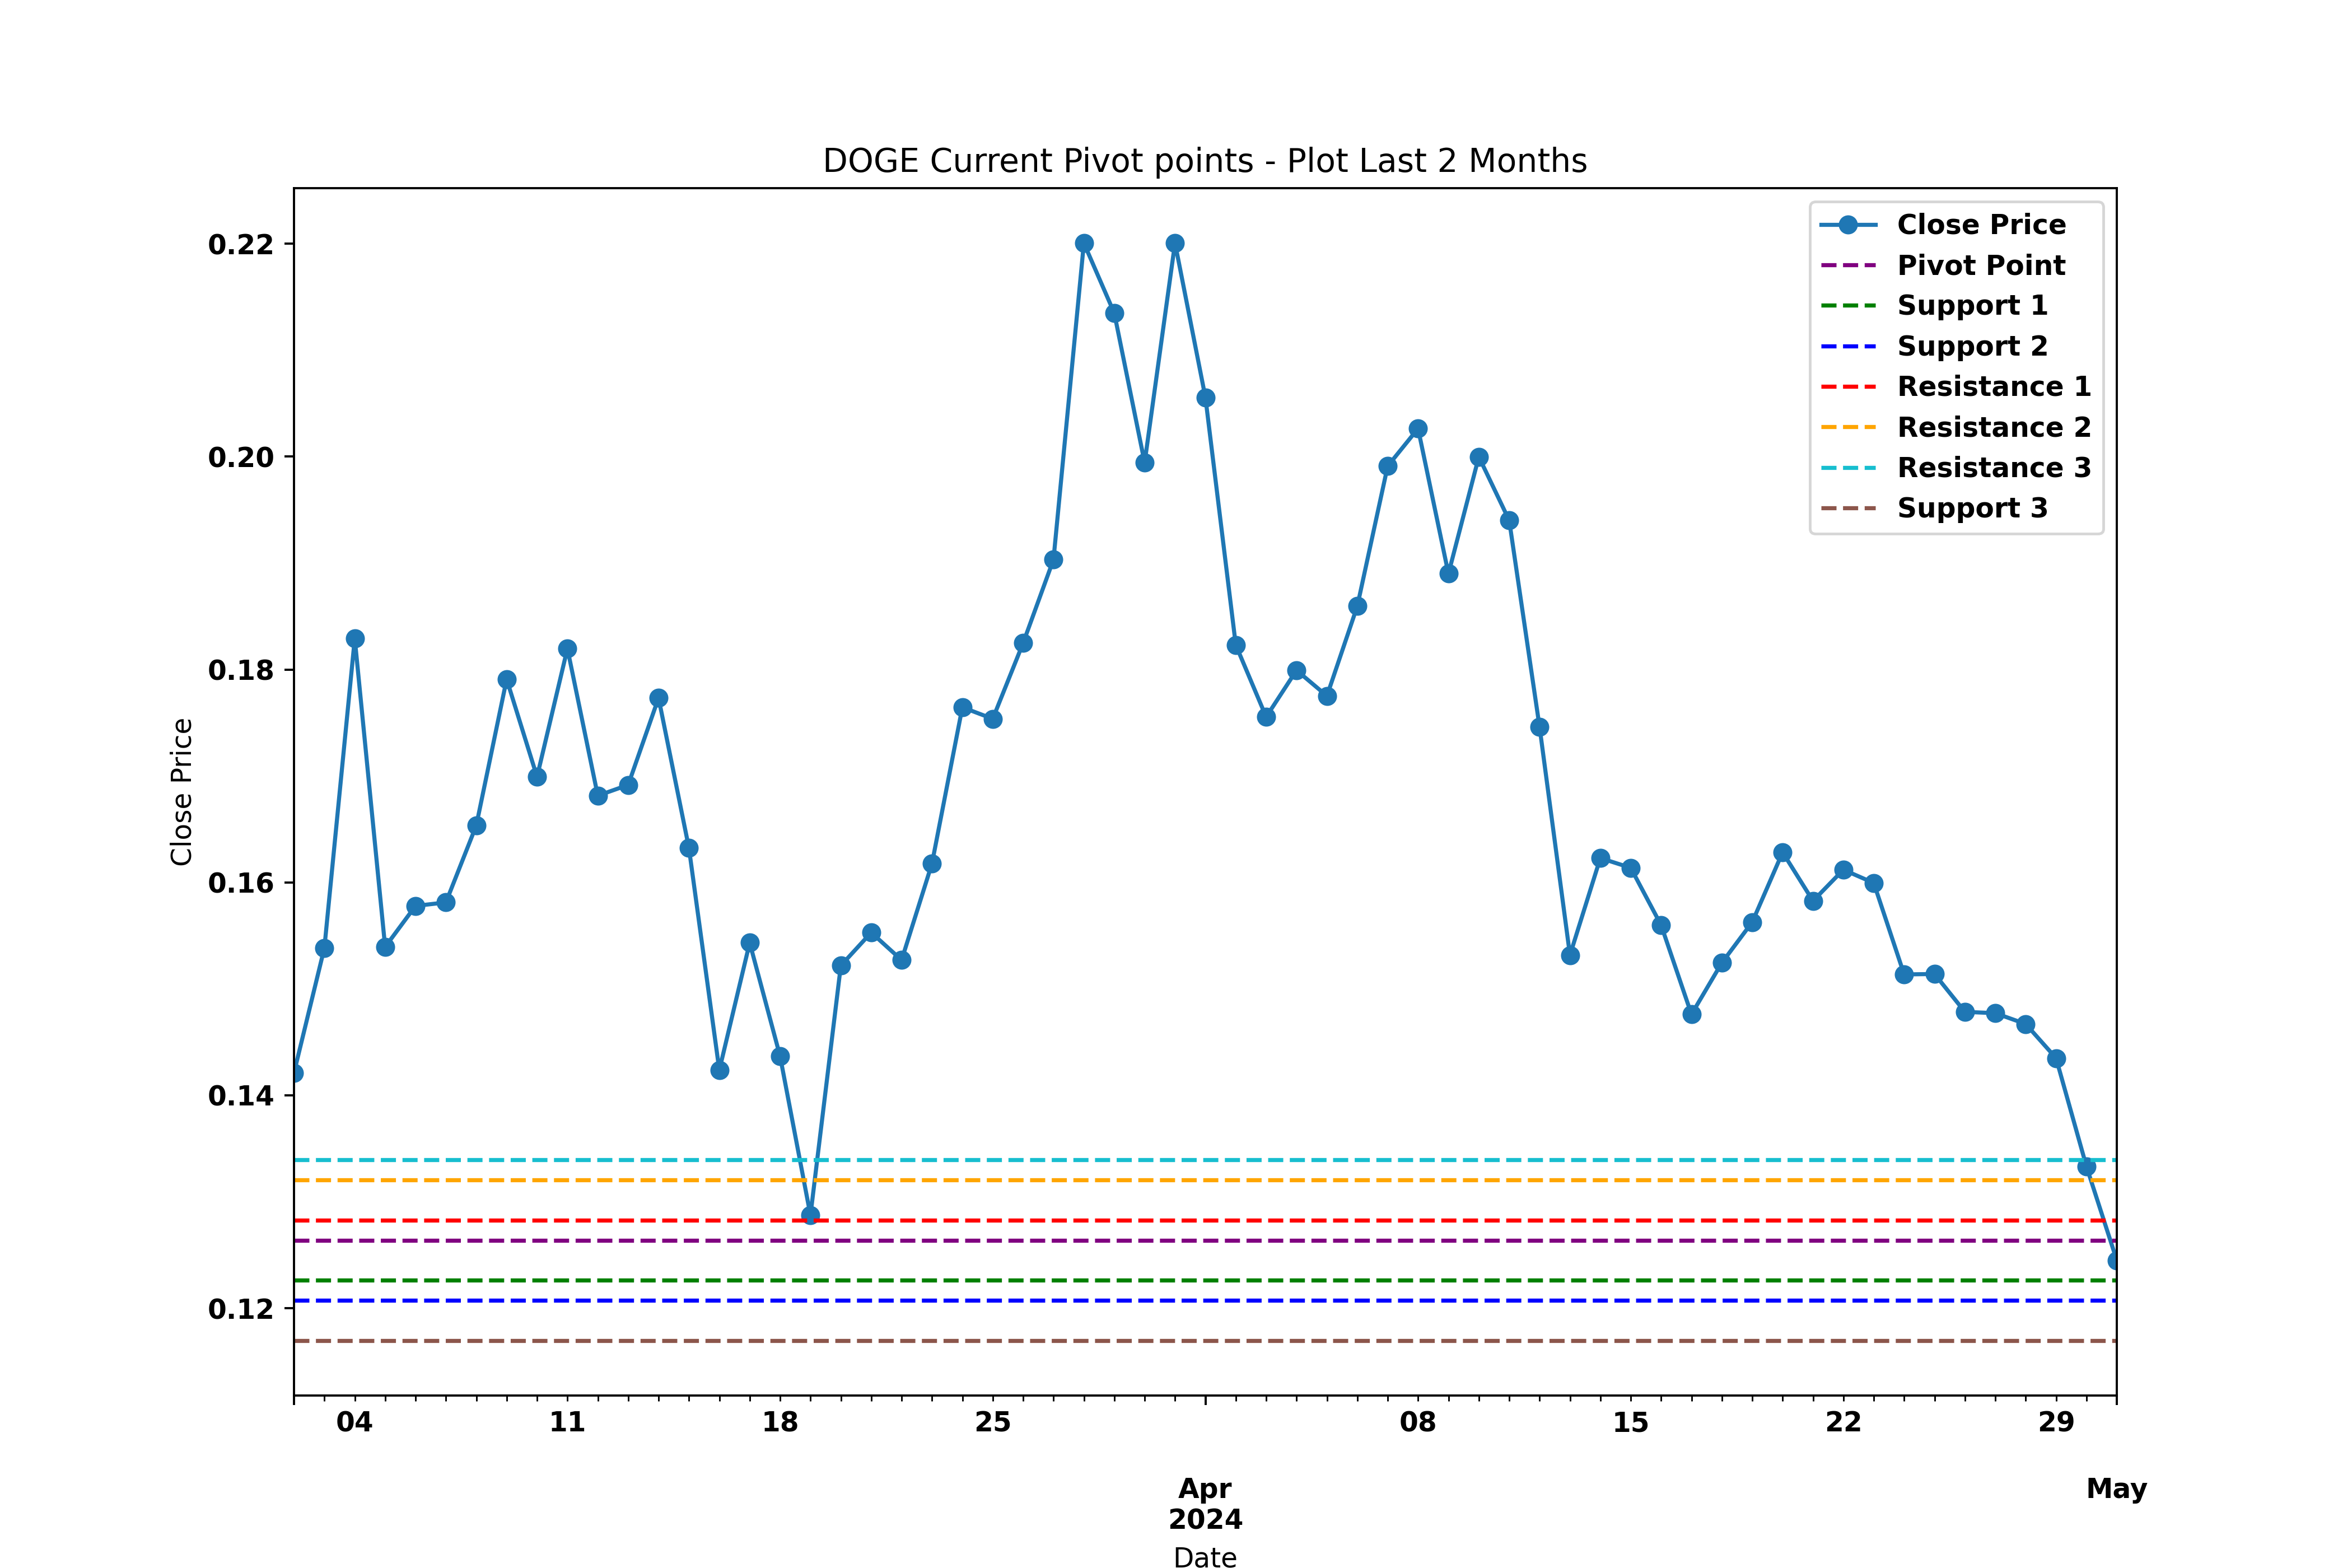 DOGE Current Pivot points - Plot Last 2 Months
Close Price
0.22
0.20
0.18
0.16
0.14
0.12
Close Price
Pivot Point
Support 1
Support 2
Resistance 1
Resistance 2
Resistance 3
Support 3
04 11 18 25 08 15 22 29
Apr May
2024
Date